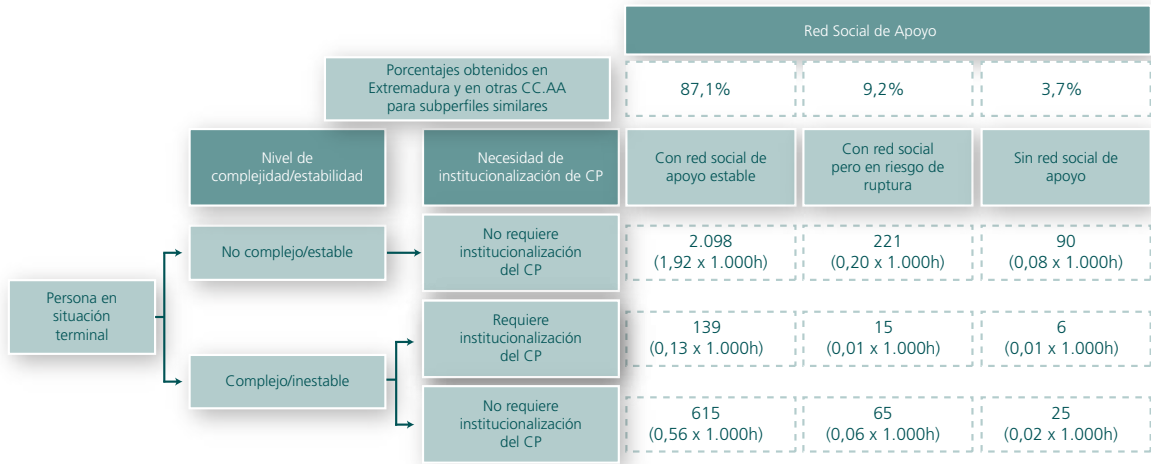 Red Social de Apoyo
Porcentajes obtenidos en
Extremadura y en otras CC.AA
para subperfiles similares
87,1%
9,2%
3,7%
Nivel de
complejidad/estabilidad
Necesidad de
institucionalización de CP
Con red social de
apoyo estable
Con red social
pero en riesgo de
ruptura
Sin red social de
apoyo
No complejo/estable
No requiere
institucionalización
del CP
2.098
(1,92 x 1.000h)
221
(0,20 x 1.000h)
90
(0,08 x 1.000h)
Persona en
situación
terminal
Requiere
institucionalización
del CP
139
(0,13 x 1.000h)
15
(0,01 x 1.000h)
6
(0,01 x 1.000h)
Complejo/inestable
No requiere
institucionalización
del CP
615
(0,56 x 1.000h)
65
(0,06 x 1.000h)
25
(0,02 x 1.000h)